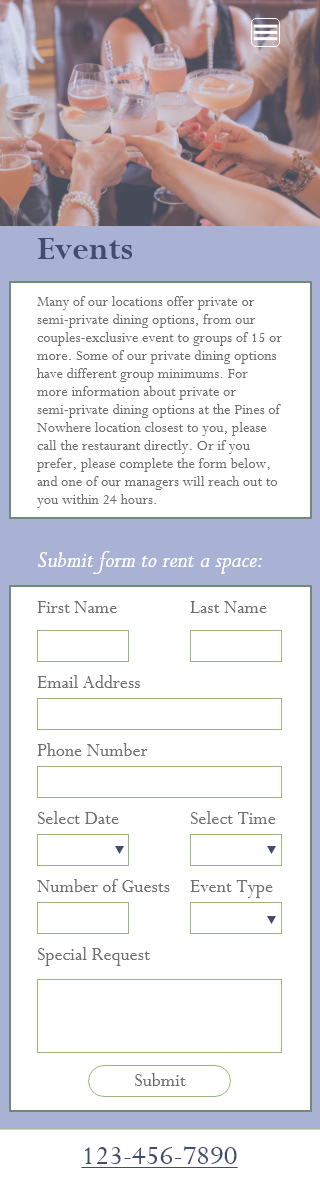 Events
Many of our locations offer private or
semi-private dining options, from our
couples-exclusive event to groups of 15 or
more. Some of our private dining options
have different group minimums. For
more information about private or
semi-private dining options at the Pines of
Nowhere location closest to you, please
call the restaurant directly. Or if you
prefer, please complete the form below,
and one of our managers will reach out to
you within 24 hours.
Submit form to rent a space:
First Name Last Name
Email Address
Phone Number
Select Date Select Time
Number of Guests Event Type
Special Request
Submit
123-456-7890